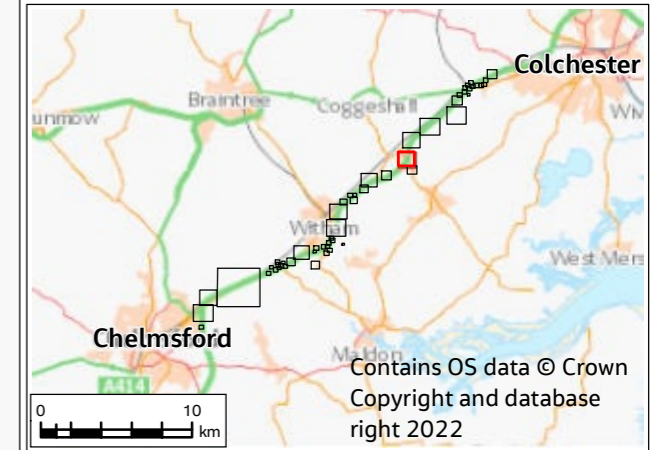 Colchester
Braintree
Coggeshall
unmow
Wiv
Witham
West Mers
Chelmsford
Maldon
Contains OS data © Crown
Copyright and database
right 2022
A414
0 10
km